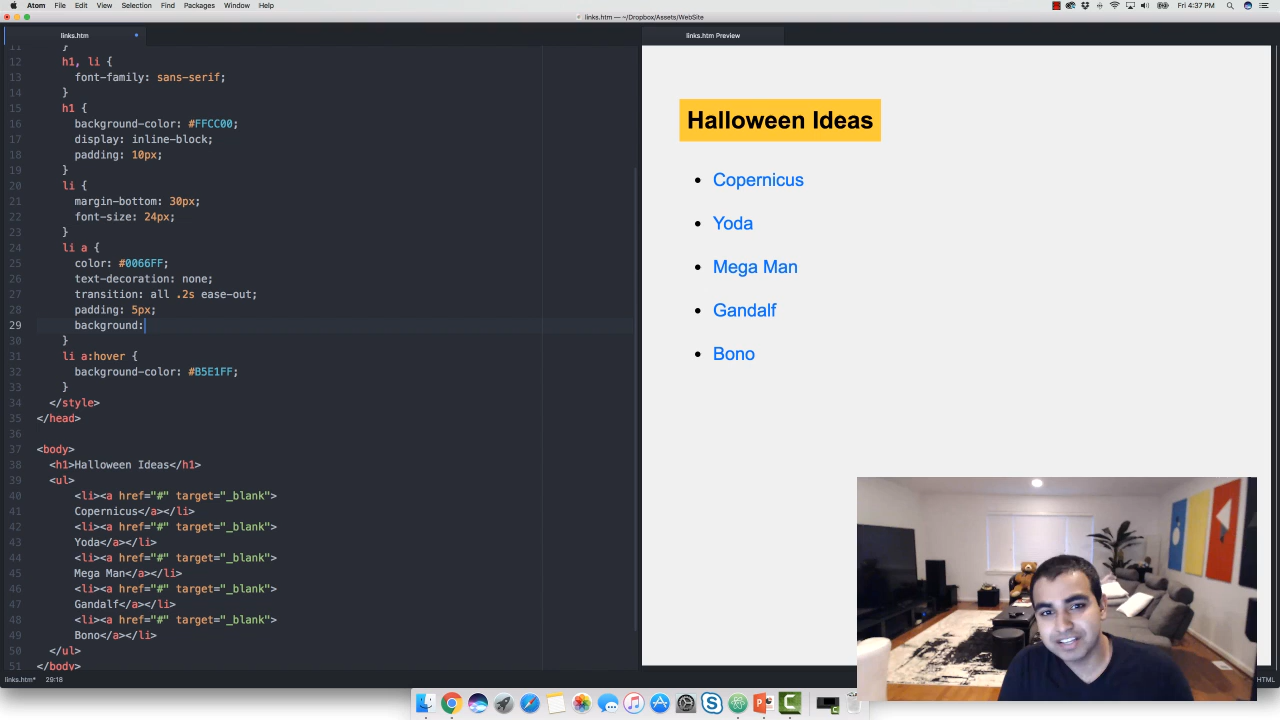 Atom File Edit View Selection Find Packages Window Help
Fri 4:37 PM
links.htm — ~/Dropbox/Assets/WebSite
links.htm
links.htm Preview
11 }
12 h1, li {
13 font-family: sans-serif;
14 }
15 h1 {
16 background-color: #FFCC00;
17 display: inline-block;
18 padding: 10px;
19 }
20 li {
21 margin-bottom: 30px;
22 font-size: 24px;
23 }
24 li a {
25 color: #0066FF;
26 text-decoration: none;
27 transition: all .2s ease-out;
28 padding: 5px;
29 background:
30 }
31 li a:hover {
32 background-color: #B5E1FF;
33 }
34 </style>
35 </head>
36
37 <body>
38 <h1>Halloween Ideas</h1>
39 <ul>
40 <li><a href="#" target="_blank">
41 Copernicus</a></li>
42 <li><a href="#" target="_blank">
43 Yoda</a></li>
44 <li><a href="#" target="_blank">
45 Mega Man</a></li>
46 <li><a href="#" target="_blank">
47 Gandalf</a></li>
48 <li><a href="#" target="_blank">
49 Bono</a></li>
50 </ul>
51 </body>
Halloween Ideas
Copernicus
Yoda
Mega Man
Gandalf
Bono
links.htm* 29:18
HTML